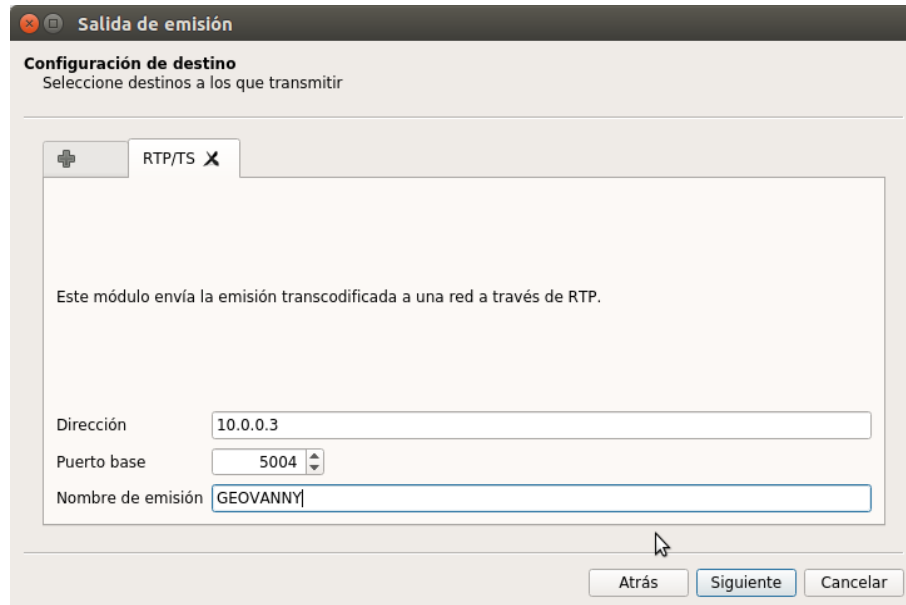 Salida de emisión
Configuración de destino
Seleccione destinos a los que transmitir
RTP/TS
Este módulo envía la emisión transcodificada a una red a través de RTP.
Dirección 10.0.0.3
Puerto base 5004
Nombre de emisión GEOVANNY
Atrás Siguiente Cancelar